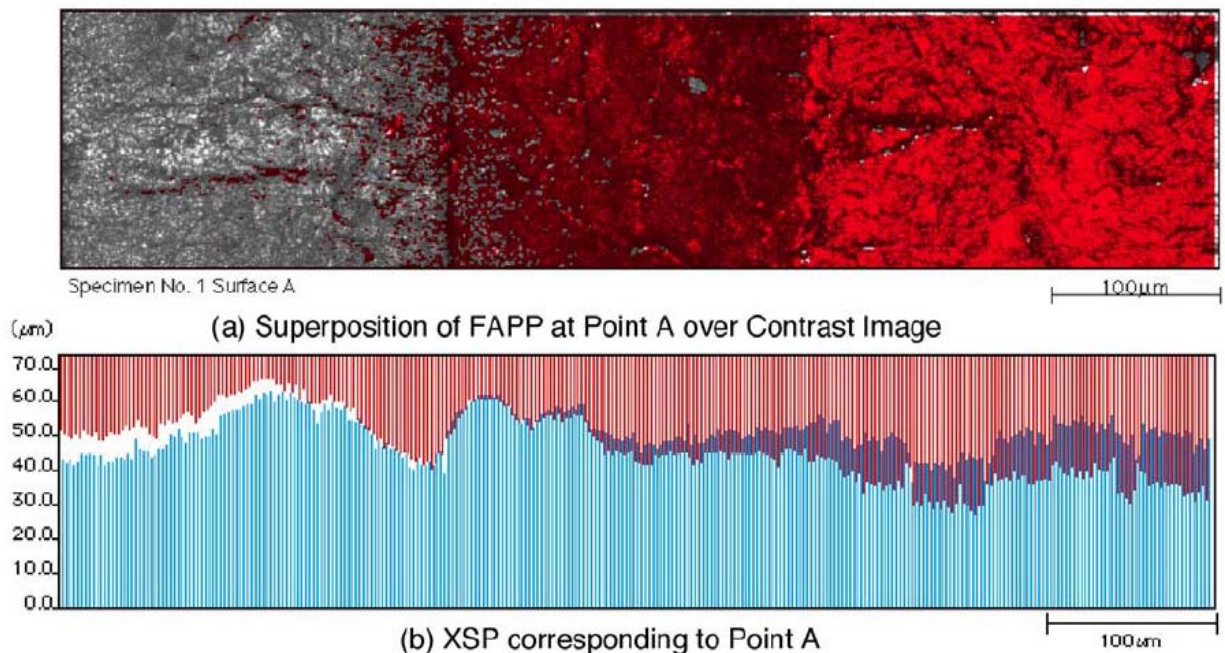 Specimen No. 1 Surface A
100μm
(a) Superposition of FAPP at Point A over Contrast Image
(μm)
70.0
60.0
50.0
40.0
30.0
20.0
10.0
0.0
100μm
(b) XSP corresponding to Point A